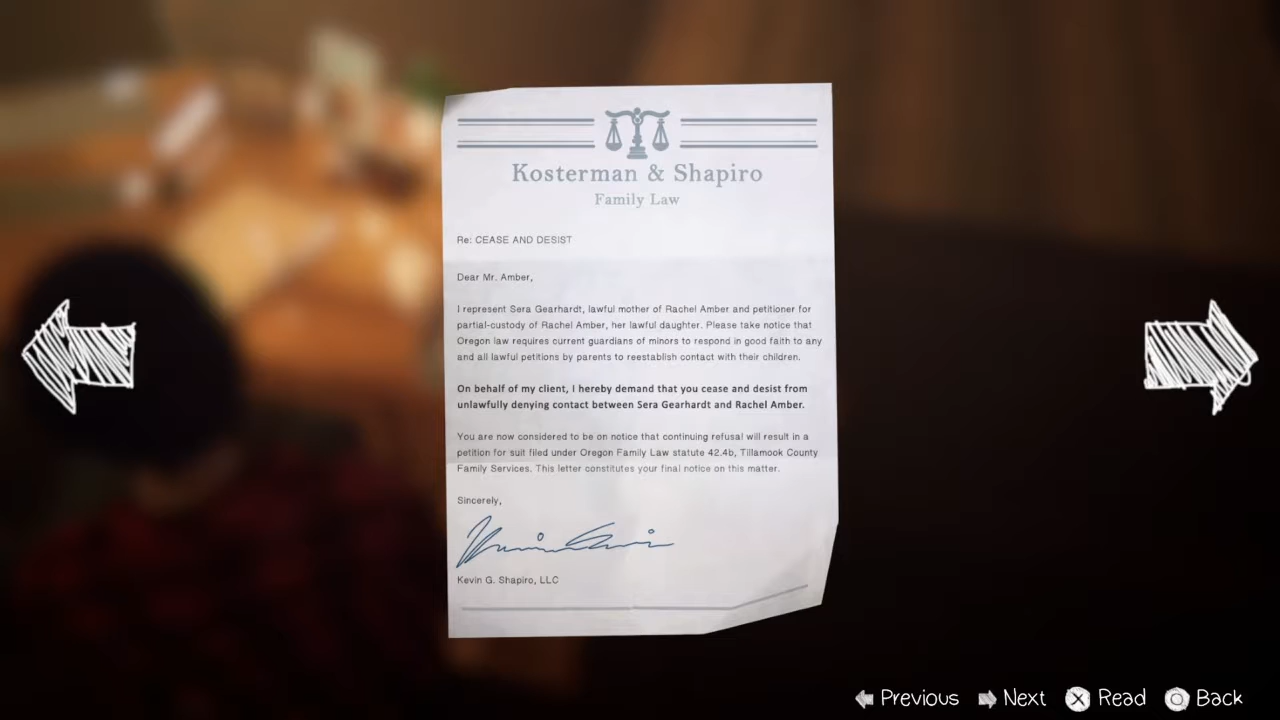 Kosterman & Shapiro
Family Law
Re: CEASE AND DESIST
Dear Mr. Amber,
I represent Sera Gearhardt, lawful mother of Rachel Amber and petitioner for
partial-custody of Rachel Amber, her lawful daughter. Please take notice that
Oregon law requires current guardians of minors to respond in good faith to any
and all lawful petitions by parents to reestablish contact with their children.
On behalf of my client, I hereby demand that you cease and desist from
unlawfully denying contact between Sera Gearhardt and Rachel Amber.
You are now considered to be on notice that continuing refusal will result in a
petition for suit filed under Oregon Family Law statute 42.4b, Tillamook County
Family Services. This letter constitutes your final notice on this matter.
Sincerely,
Kevin G. Shapiro, LLC
Previous Next Read Back